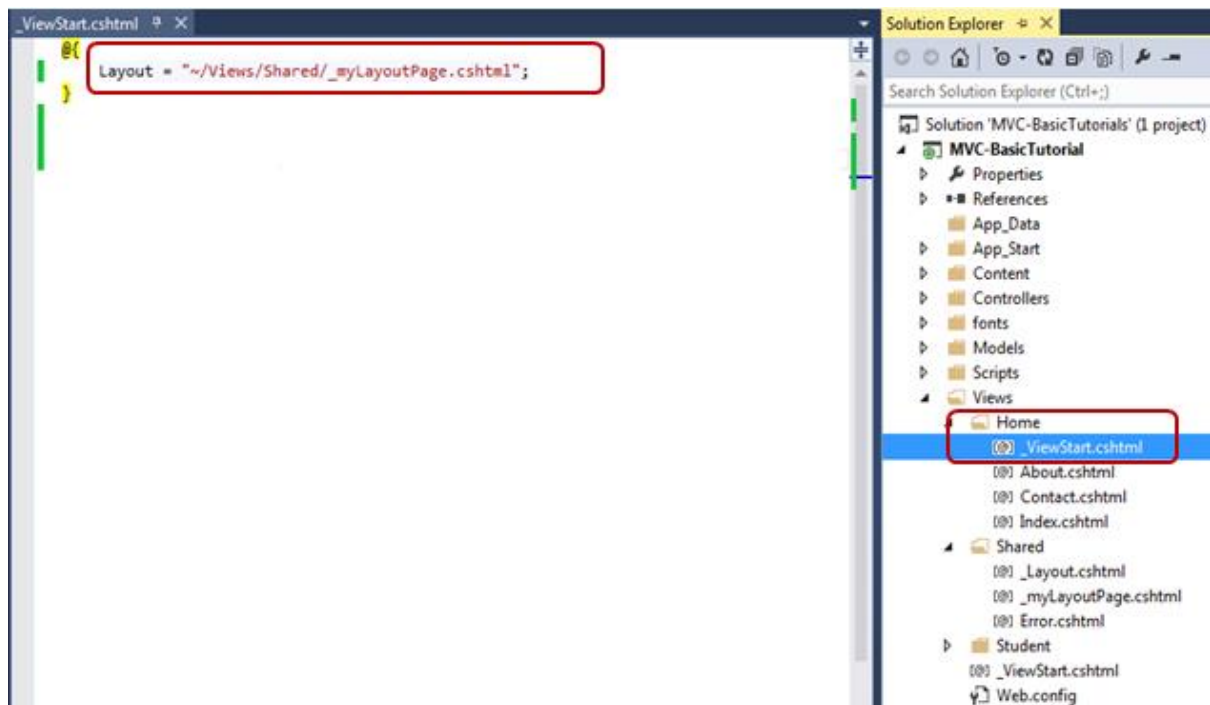 _ViewStart.cshtml
@{
Layout = "~/Views/Shared/_myLayoutPage.cshtml";
}
Solution Explorer
Search Solution Explorer (Ctrl+;)
Solution 'MVC-BasicTutorials' (1 project)
MVC-BasicTutorial
Properties
References
App_Data
App_Start
Content
Controllers
fonts
Models
Scripts
Views
Home
[@] _ViewStart.cshtml
[@] About.cshtml
[@] Contact.cshtml
[@] Index.cshtml
Shared
[@] _Layout.cshtml
[@] _myLayoutPage.cshtml
[@] Error.cshtml
Student
[@] _ViewStart.cshtml
Web.config